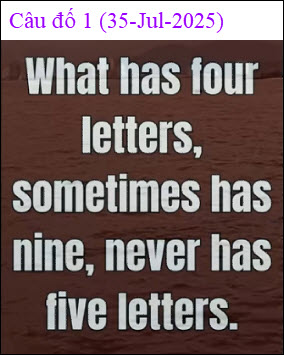 Câu đố 1 (35-Jul-2025)
What has four
letters,
sometimes has
nine, never has
five letters.